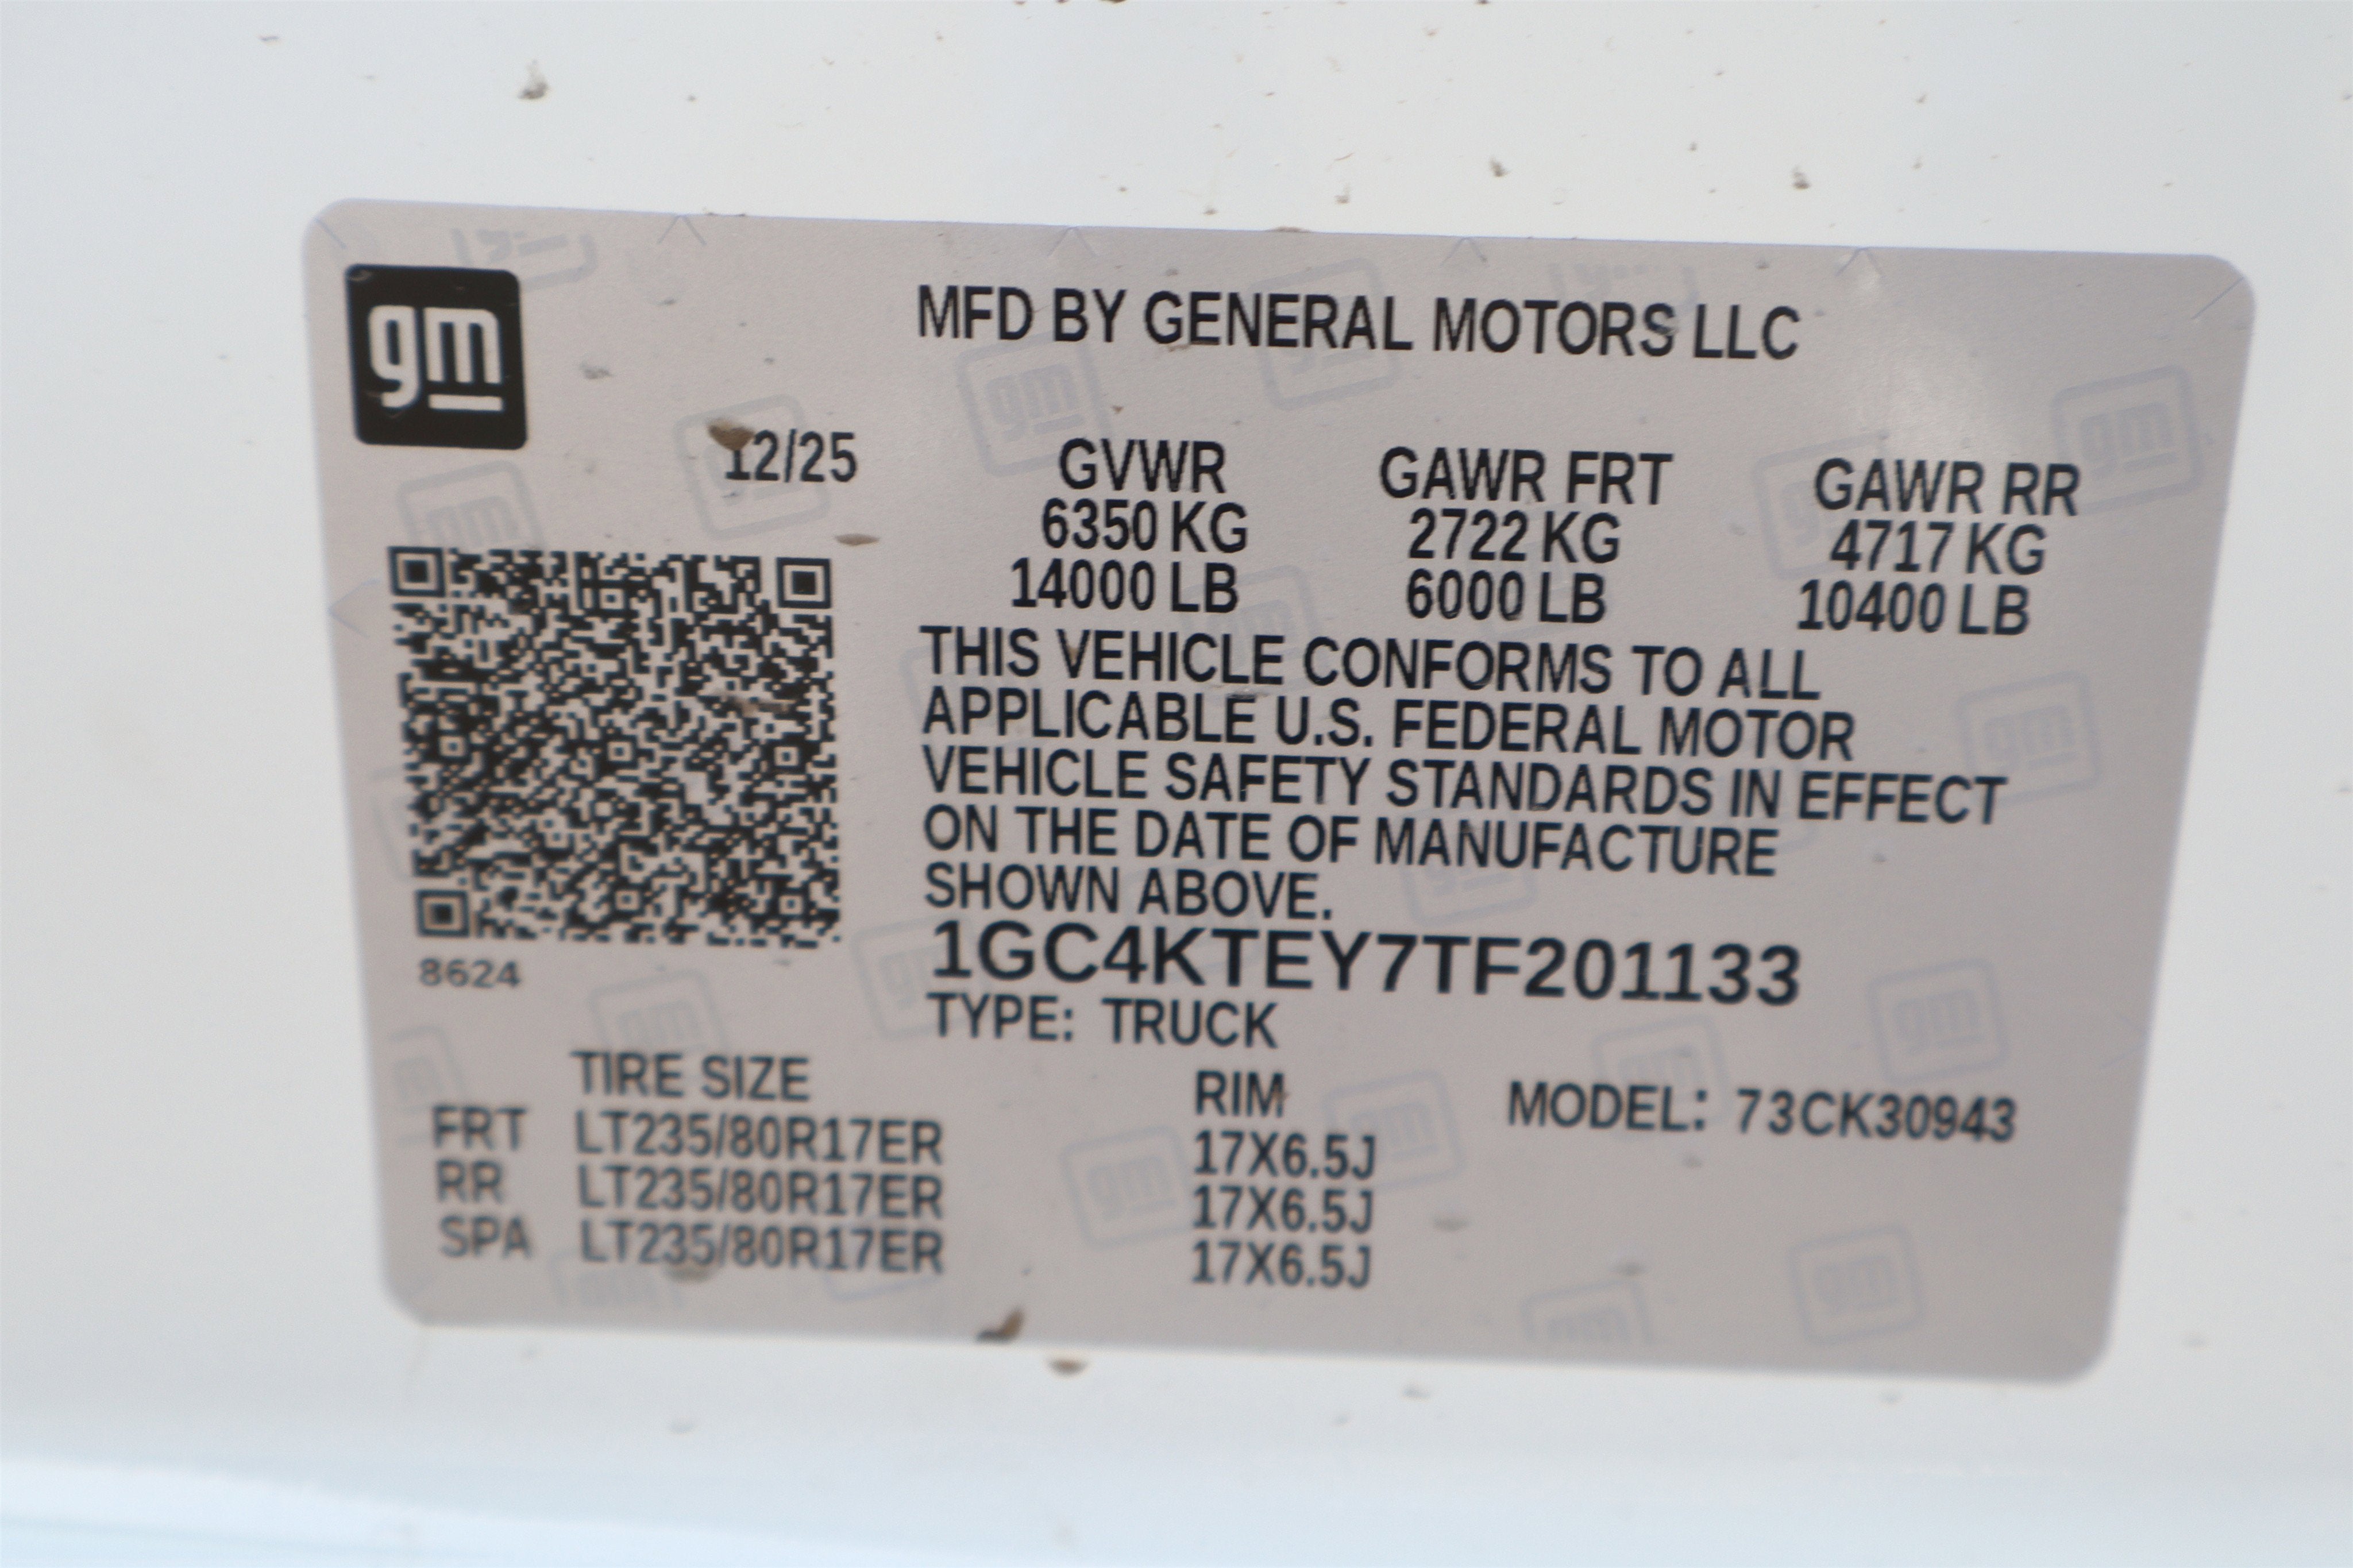 gm
MFD BY GENERAL MOTORS LLC
12/25
GVWR GAWR FRT GAWR RR
6350 KG 2722 KG 4717 KG
14000 LB 6000 LB 10400 LB
THIS VEHICLE CONFORMS TO ALL
APPLICABLE U.S. FEDERAL MOTOR
VEHICLE SAFETY STANDARDS IN EFFECT
ON THE DATE OF MANUFACTURE
SHOWN ABOVE.
1GC4KTEY7TF201133
8624
TYPE: TRUCK
TIRE SIZE RIM MODEL: 73CK30943
FRT LT235/80R17ER 17X6.5J
RR LT235/80R17ER 17X6.5J
SPA LT235/80R17ER 17X6.5J